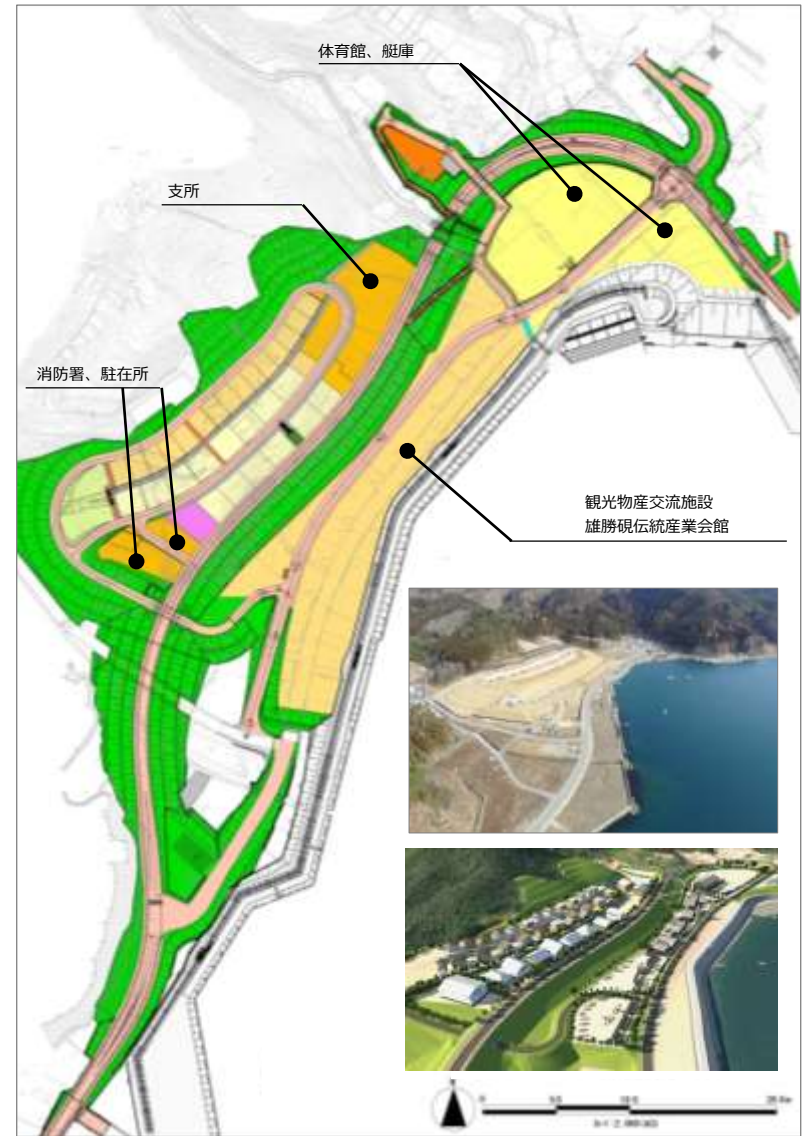 体育館、艇庫
支所
消防署、駐在所
観光物産交流施設
雄勝硯伝統産業会館